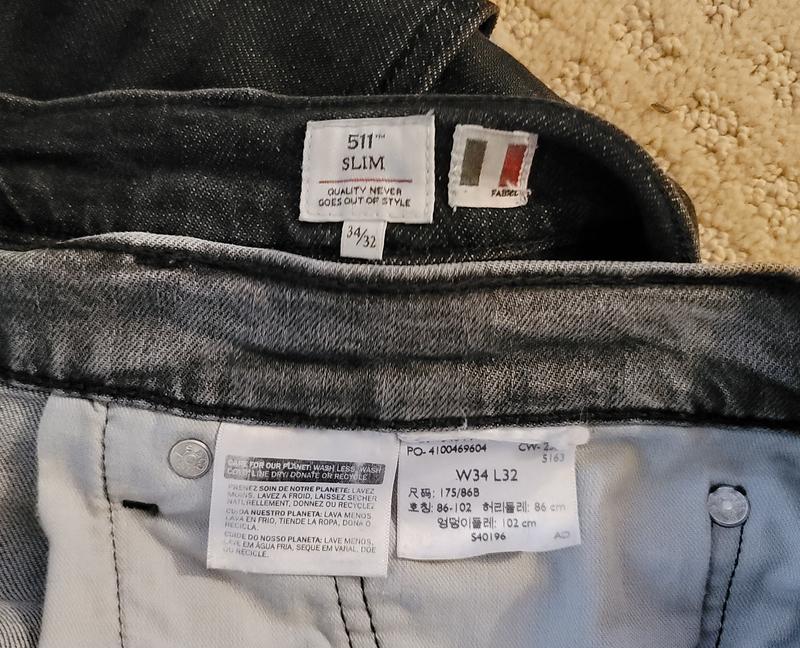 511™
SLIM
QUALITY NEVER
GOES OUT OF STYLE
34/32
CARE FOR OUR PLANET: WASH LESS, WASH
COLD, LINE DRY, DONATE OR RECYCLE
PRENEZ SOIN DE NOTRE PLANETE: LAVEZ
MOINS, LAVEZ A FROID, LAISSEZ SECHER
NATURELLEMENT, DONNEZ OU RECYCLEZ
CUIDA NUESTRO PLANETA: LAVA MENOS,
LAVA EN FRIO, TIENDE LA ROPA, DONA O
RECICLA.
CUIDE DO NOSSO PLANETA: LAVE MENOS,
LAVE EM ÁGUA FRIA, SEQUE EM VARAL, DOE
OU RECICLE.
PO- 4100469604 CW-
S163
W34 L32
尺码: 175/86B
호칭: 86-102 허리둘레: 86 cm
엉덩이둘레: 102 cm
S40196 AD